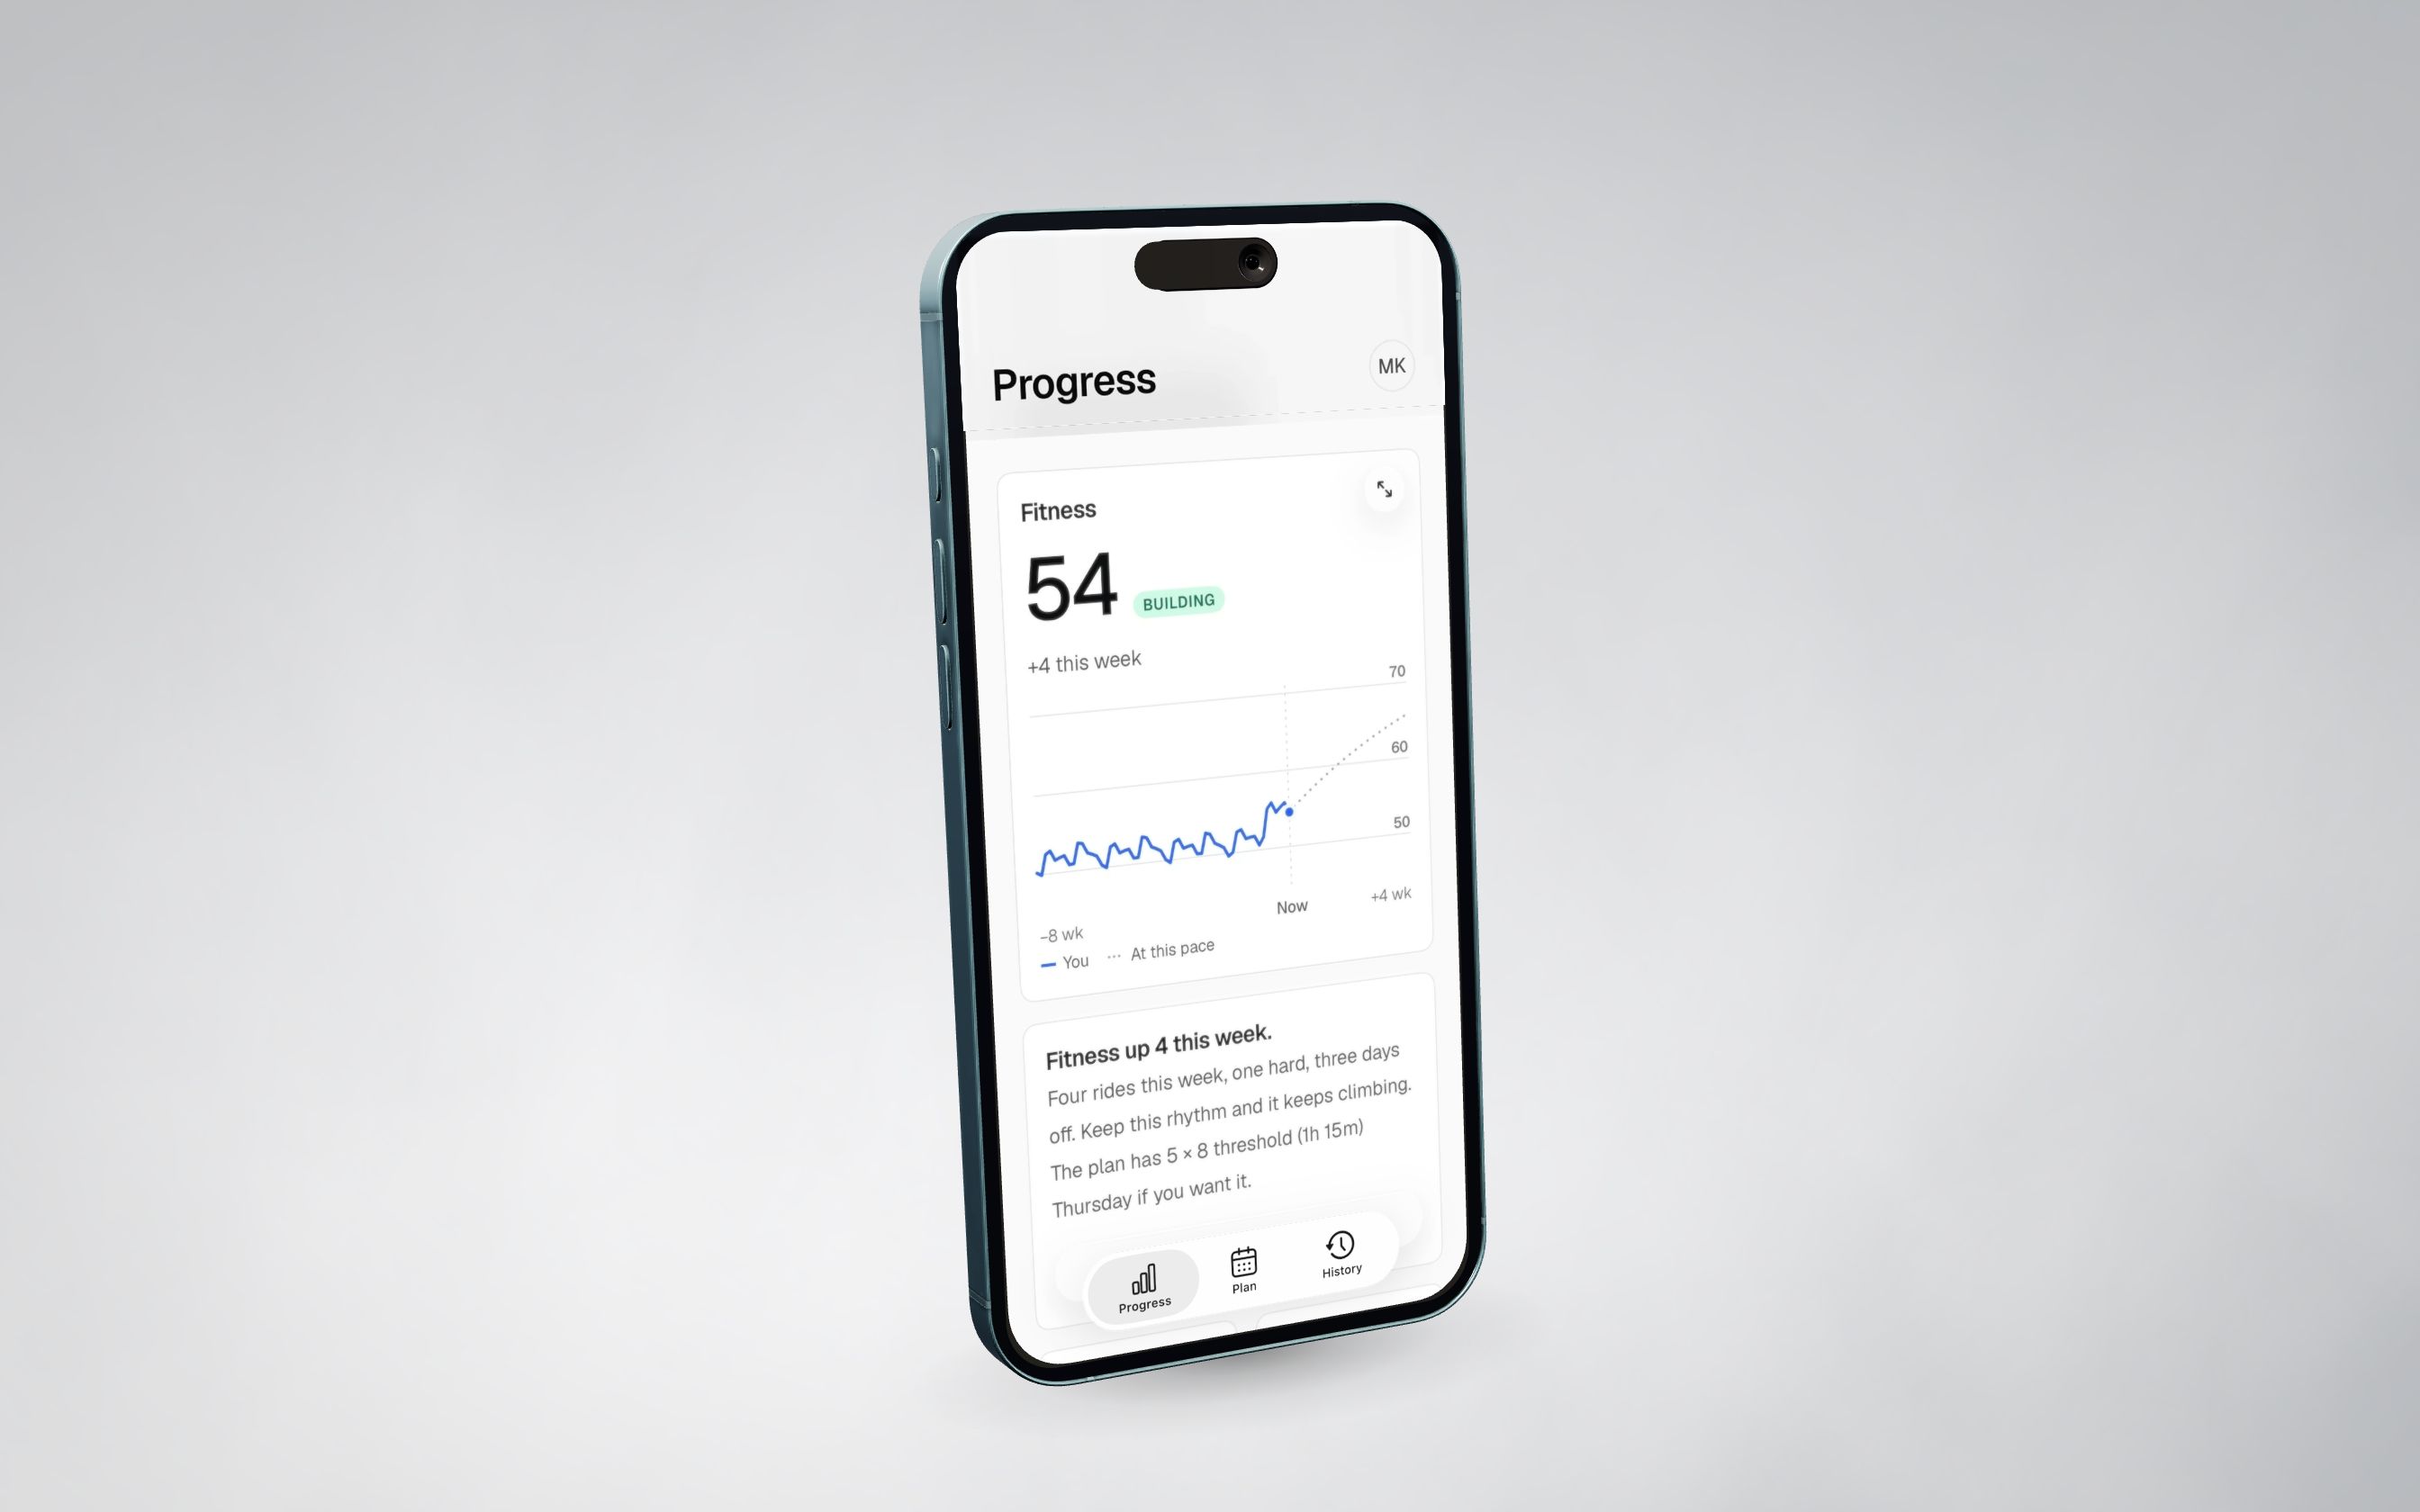 Progress
MK
Fitness
54 BUILDING
+4 this week
70
60
50
Now
+4 wk
−8 wk
You
At this pace
Fitness up 4 this week.
Four rides this week, one hard, three days
off. Keep this rhythm and it keeps climbing.
The plan has 5 × 8 threshold (1h 15m)
Thursday if you want it.
Progress
Plan
History